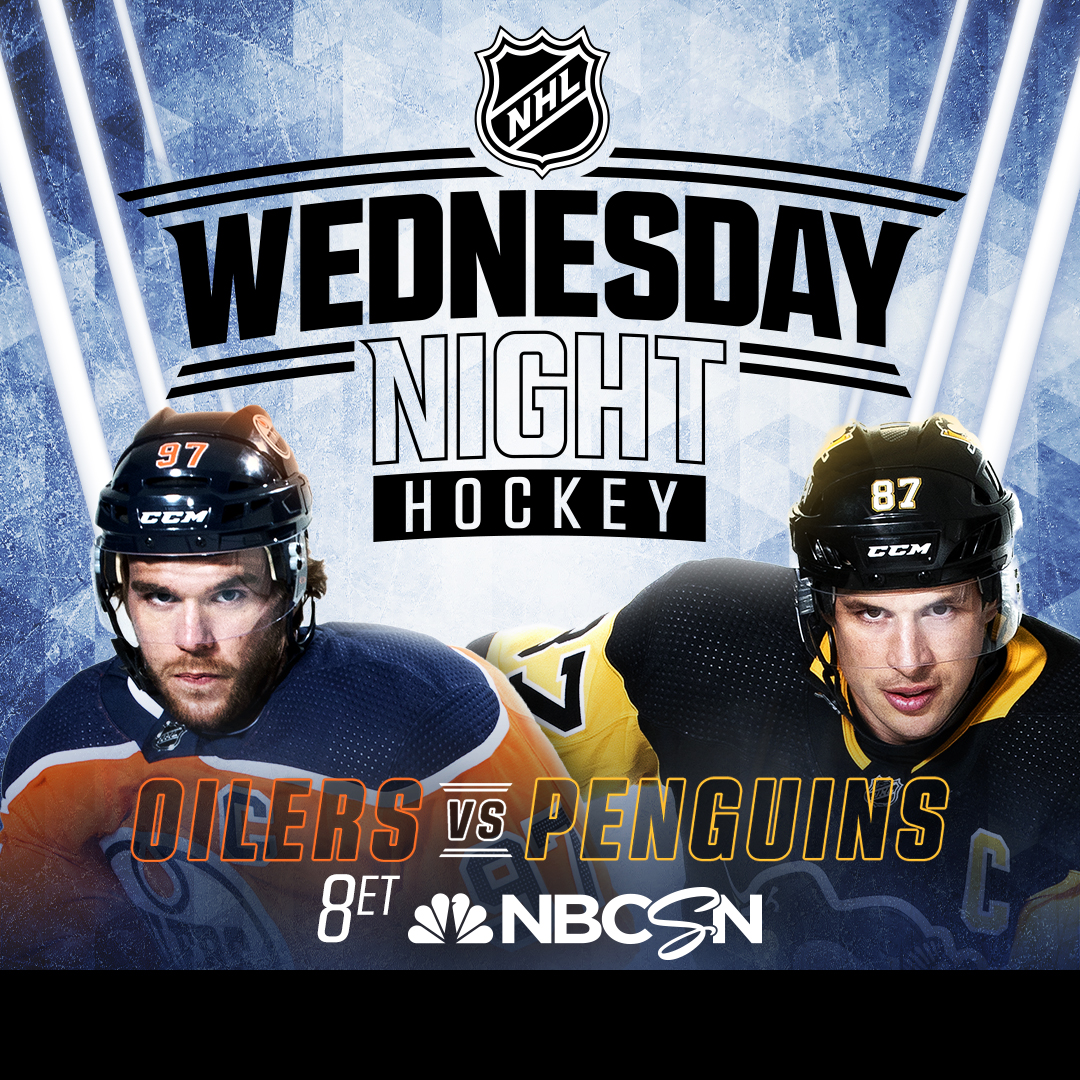 NHL
WEDNESDAY
NIGHT
HOCKEY
97
CCM
87
CCM
OILERS VS PENGUINS
C
8ET NBCSN